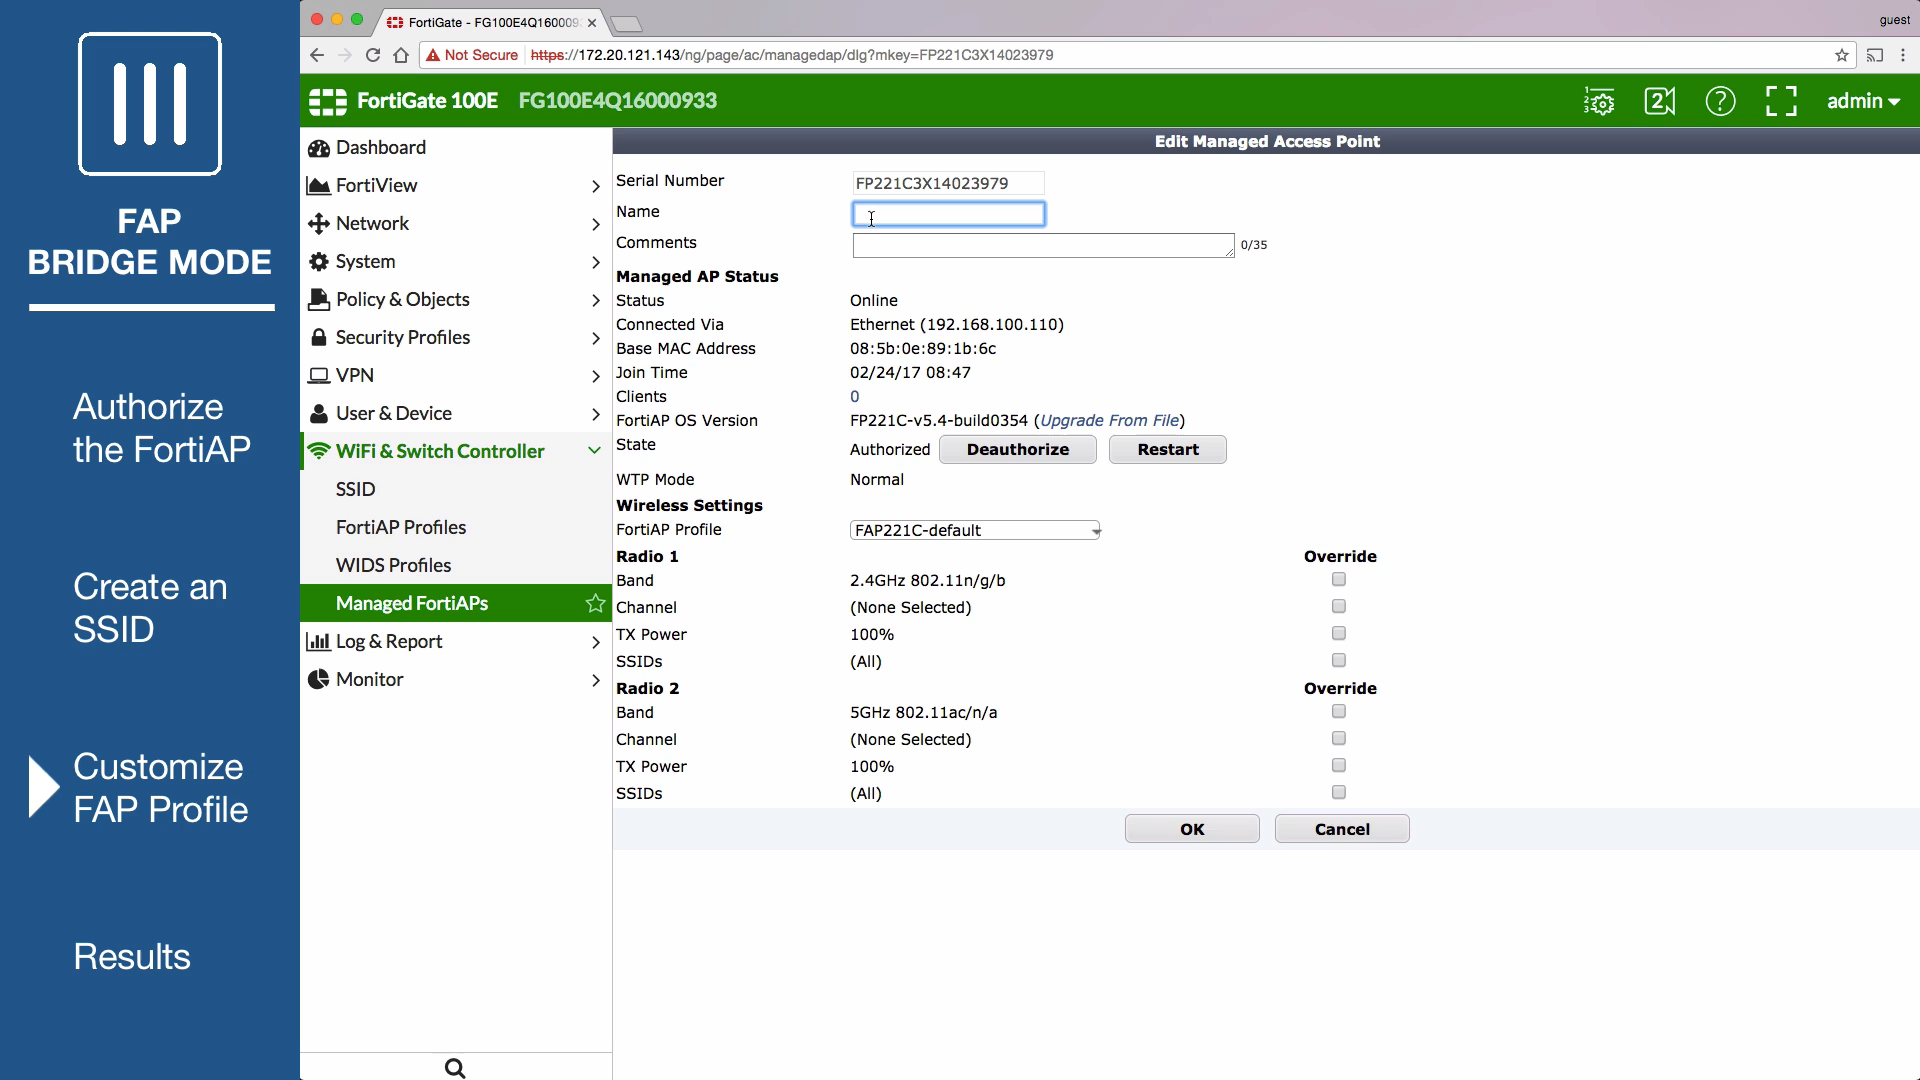 FAP
BRIDGE MODE
Authorize
the FortiAP
Create an
SSID
Customize
FAP Profile
Results
FortiGate - FG100E4Q160009
guest
Not Secure https://172.20.121.143/ng/page/ac/managedap/dlg?mkey=FP221C3X14023979
FortiGate 100E FG100E4Q16000933
1 2 3
2
?
admin
Dashboard
FortiView
Network
System
Policy & Objects
Security Profiles
VPN
User & Device
WiFi & Switch Controller
SSID
FortiAP Profiles
WIDS Profiles
Managed FortiAPs
Log & Report
Monitor
Edit Managed Access Point
Serial Number FP221C3X14023979
Name
Comments 0/35
Managed AP Status
Status Online
Connected Via Ethernet (192.168.100.110)
Base MAC Address 08:5b:0e:89:1b:6c
Join Time 02/24/17 08:47
Clients 0
FortiAP OS Version FP221C-v5.4-build0354 (Upgrade From File)
State Authorized Deauthorize Restart
WTP Mode Normal
Wireless Settings
FortiAP Profile FAP221C-default
Radio 1 Override
Band 2.4GHz 802.11n/g/b
Channel (None Selected)
TX Power 100%
SSIDs (All)
Radio 2 Override
Band 5GHz 802.11ac/n/a
Channel (None Selected)
TX Power 100%
SSIDs (All)
OK Cancel